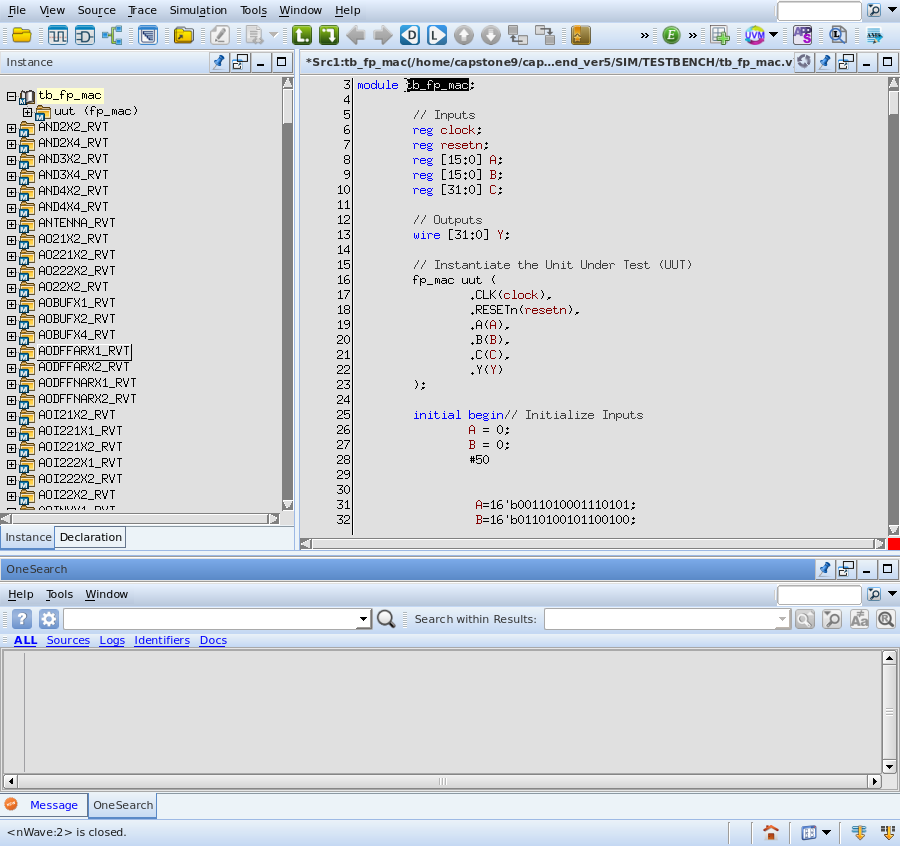 File View Source Trace Simulation Tools Window Help
Instance
*Src1:tb_fp_mac(/home/capstone9/cap...end_ver5/SIM/TESTBENCH/tb_fp_mac.v
tb_fp_mac
uut (fp_mac)
AND2X2_RVT
AND2X4_RVT
AND3X2_RVT
AND3X4_RVT
AND4X2_RVT
AND4X4_RVT
ANTENNA_RVT
AO21X2_RVT
AO221X2_RVT
AO222X2_RVT
AO22X2_RVT
AOBUFX1_RVT
AOBUFX2_RVT
AOBUFX4_RVT
AODFFARX1_RVT
AODFFARX2_RVT
AODFFNARX1_RVT
AODFFNARX2_RVT
AOI21X2_RVT
AOI221X1_RVT
AOI221X2_RVT
AOI222X1_RVT
AOI222X2_RVT
AOI22X2_RVT
Instance Declaration
3 module tb_fp_mac;
4
5 // Inputs
6 reg clock;
7 reg resetn;
8 reg [15:0] A;
9 reg [15:0] B;
10 reg [31:0] C;
11
12 // Outputs
13 wire [31:0] Y;
14
15 // Instantiate the Unit Under Test (UUT)
16 fp_mac uut (
17 .CLK(clock),
18 .RESETn(resetn),
19 .A(A),
20 .B(B),
21 .C(C),
22 .Y(Y)
23 );
24
25 initial begin// Initialize Inputs
26 A = 0;
27 B = 0;
28 #50
29
30
31 A=16'b0011010001110101;
32 B=16'b0110100101100100;
OneSearch
Help Tools Window
Search within Results:
ALL Sources Logs Identifiers Docs
Message OneSearch
<nWave:2> is closed.